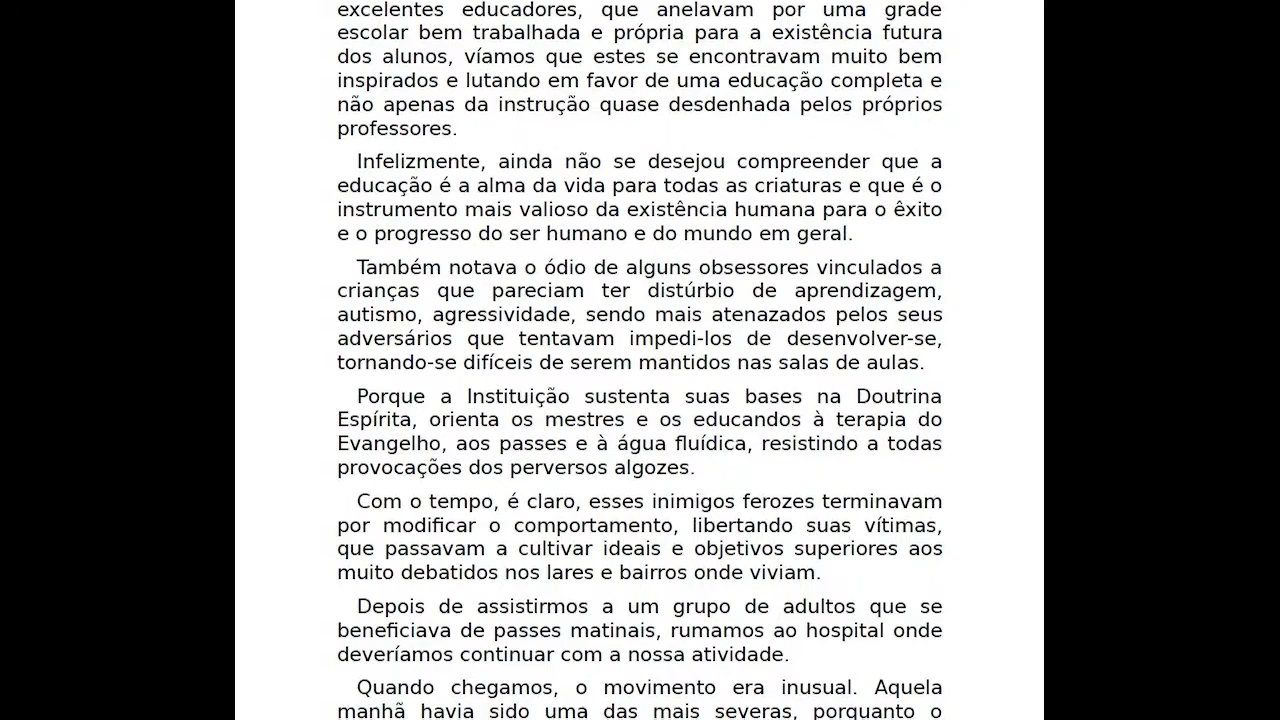 excelentes educadores, que anelavam por uma grade
escolar bem trabalhada e própria para a existência futura
dos alunos, víamos que estes se encontravam muito bem
inspirados e lutando em favor de uma educação completa e
não apenas da instrução quase desdenhada pelos próprios
professores.
Infelizmente, ainda não se desejou compreender que a
educação é a alma da vida para todas as criaturas e que é o
instrumento mais valioso da existência humana para o êxito
e o progresso do ser humano e do mundo em geral.
Também notava o ódio de alguns obsessores vinculados a
crianças que pareciam ter distúrbio de aprendizagem,
autismo, agressividade, sendo mais atenazados pelos seus
adversários que tentavam impedi-los de desenvolver-se,
tornando-se difíceis de serem mantidos nas salas de aulas.
Porque a Instituição sustenta suas bases na Doutrina
Espírita, orienta os mestres e os educandos à terapia do
Evangelho, aos passes e à água fluídica, resistindo a todas
provocações dos perversos algozes.
Com o tempo, é claro, esses inimigos ferozes terminavam
por modificar o comportamento, libertando suas vítimas,
que passavam a cultivar ideais e objetivos superiores aos
muito debatidos nos lares e bairros onde viviam.
Depois de assistirmos a um grupo de adultos que se
beneficiava de passes matinais, rumamos ao hospital onde
deveríamos continuar com a nossa atividade.
Quando chegamos, o movimento era inusual. Aquela
manhã havia sido uma das mais severas, porquanto o